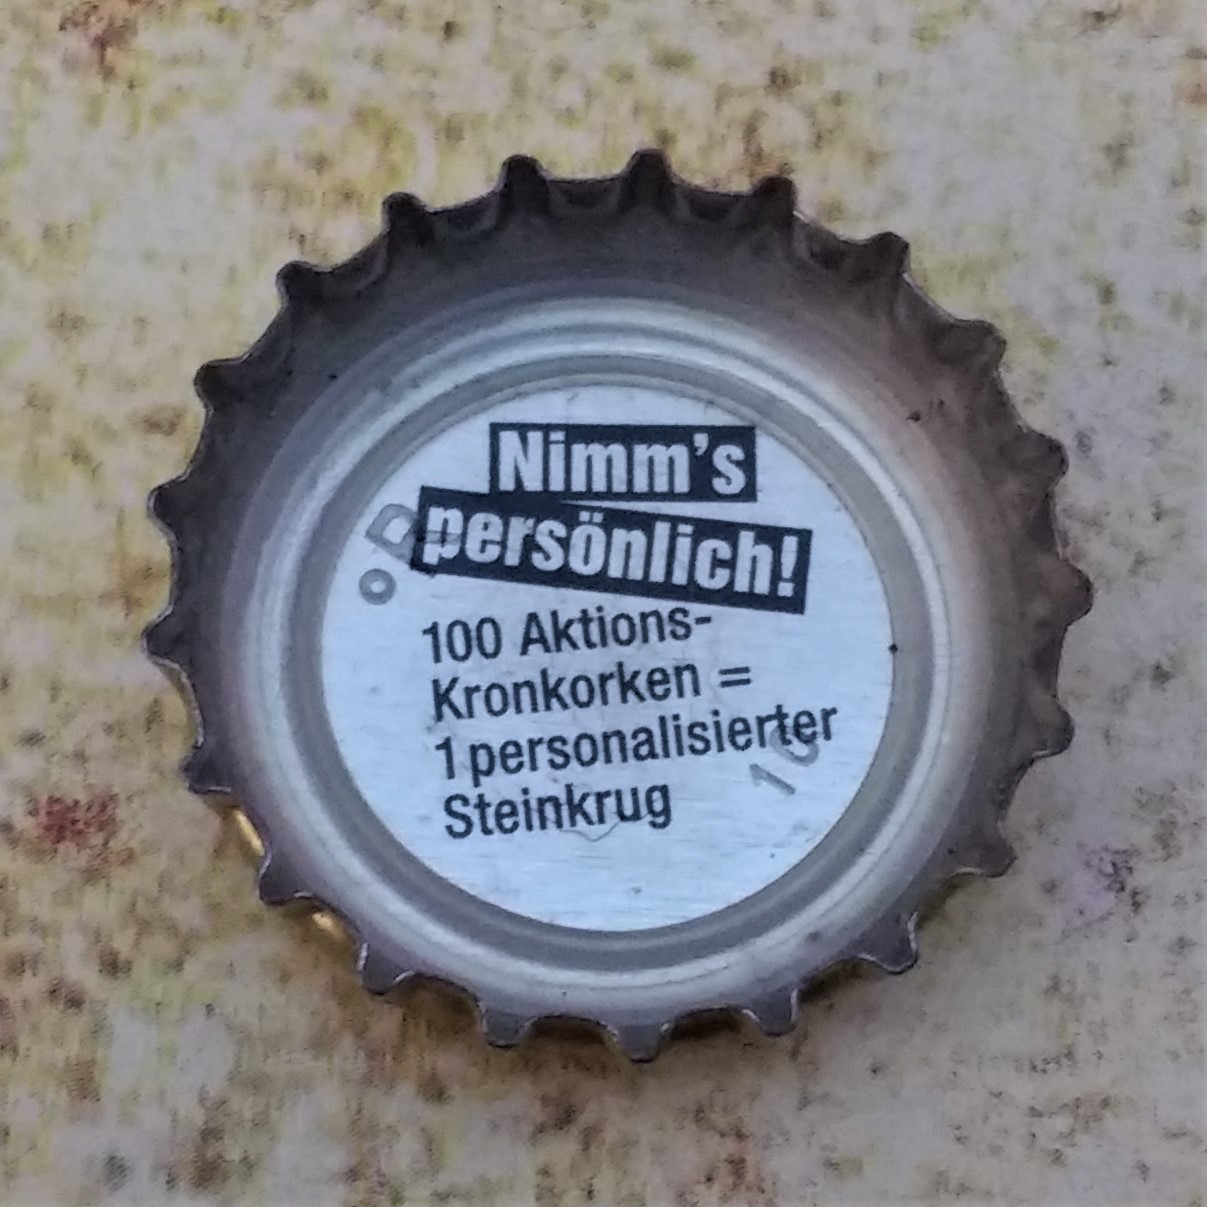 Nimm's
persönlich!
100 Aktions-
Kronkorken =
1 personalisierter
Steinkrug